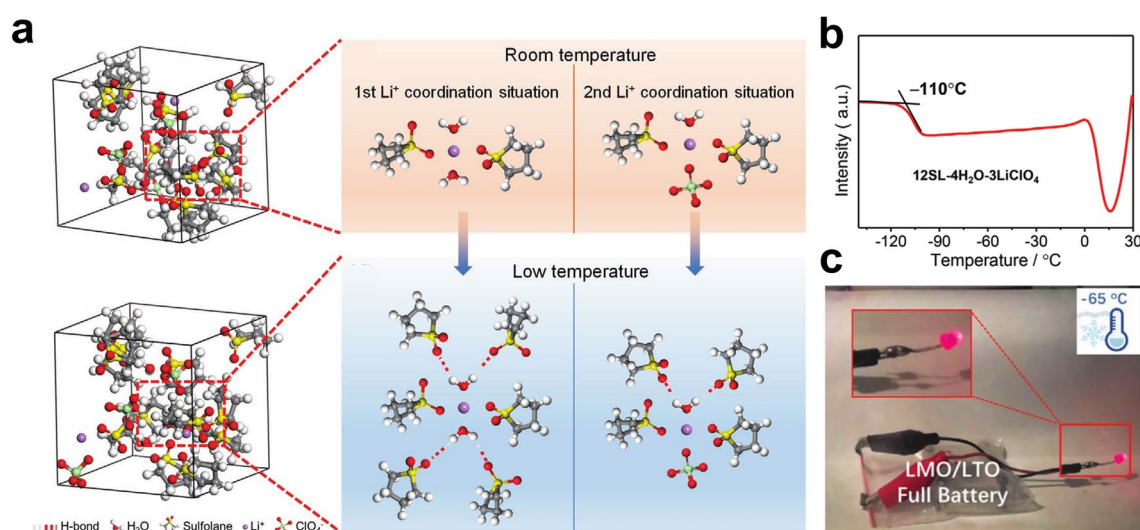 a
Room temperature
1st Li⁺ coordination situation
2nd Li⁺ coordination situation
Low temperature
H-bond
H₂O
Sulfolane
Li⁺
ClO₄⁻
b
Intensity ( a.u.)
−110°C
12SL-4H₂O-3LiClO₄
-120
-90
-60
-30
0
30
Temperature / °C
c
-65 °C
LMO/LTO
Full Battery